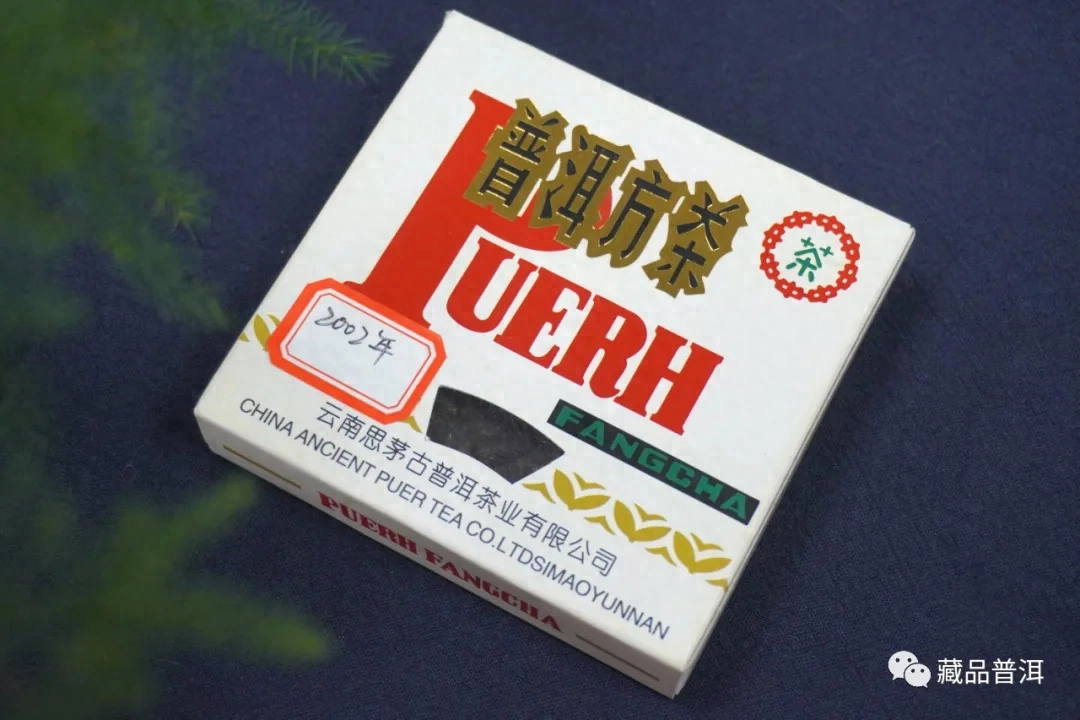 普洱方茶
PUERH
茶
2002年
FANGCHA
云南思茅古普洱茶业有限公司
CHINA ANCIENT PUER TEA CO.LTDSIMAOYUNNAN
PUERH FANGCHA
藏品普洱